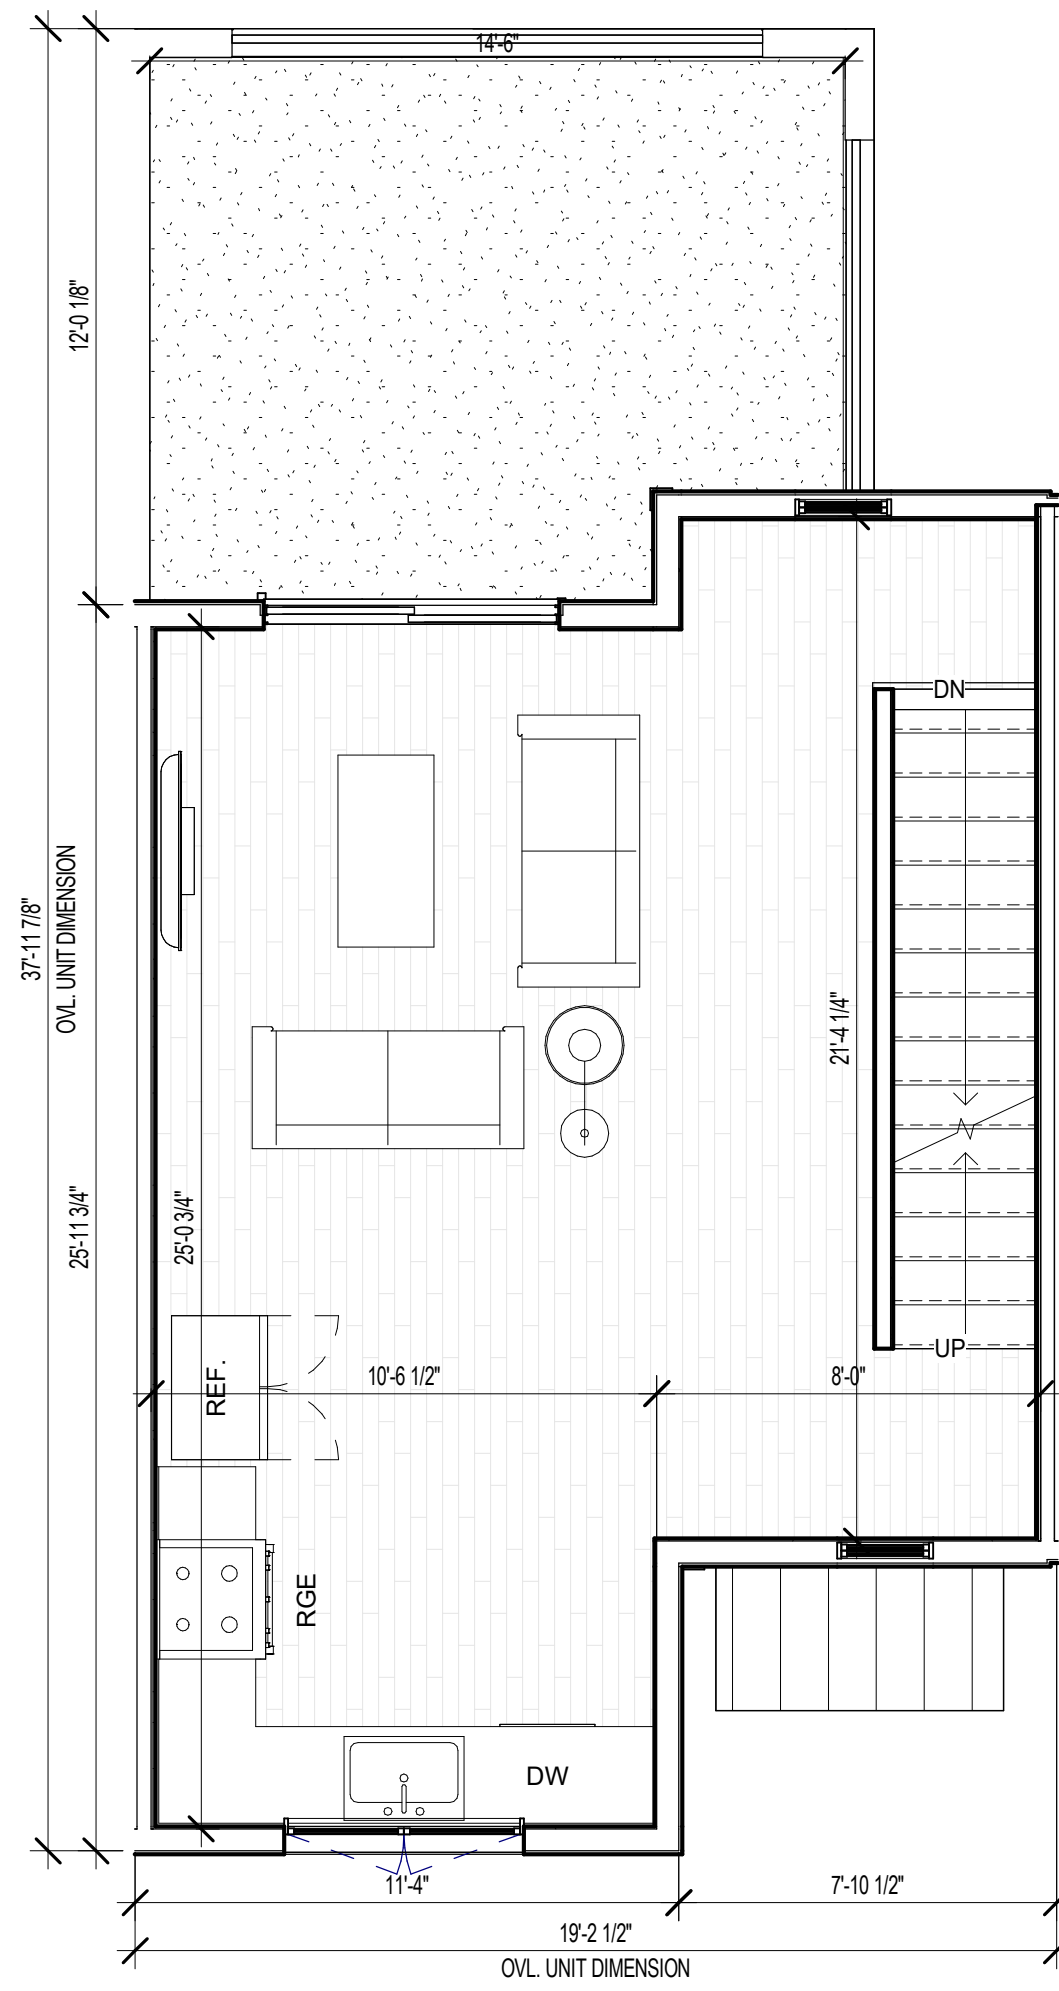 14'-6"
12'-0 1/8"
DN
37'-11 7/8"
OVL. UNIT DIMENSION
21'-4 1/4"
25'-11 3/4"
25'-0 3/4"
UP
REF.
10'-6 1/2"
8'-0"
RGE
DW
11'-4"
7'-10 1/2"
19'-2 1/2"
OVL. UNIT DIMENSION